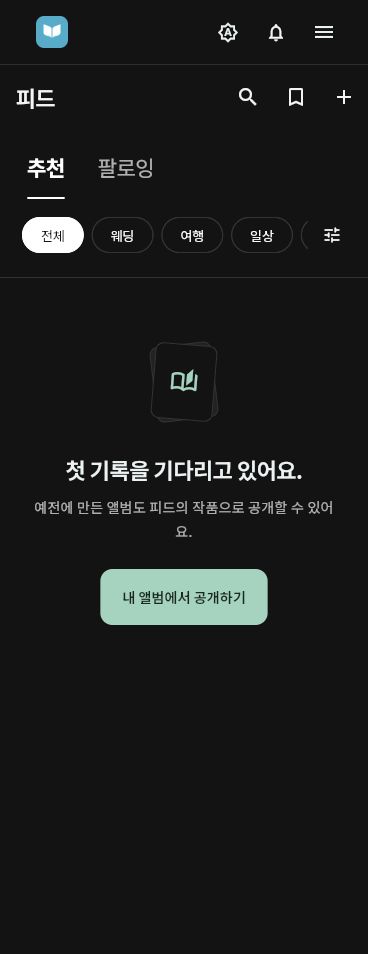 피드
추천 팔로잉
전체 웨딩 여행 일상
첫 기록을 기다리고 있어요.
예전에 만든 앨범도 피드의 작품으로 공개할 수 있어
요.
내 앨범에서 공개하기